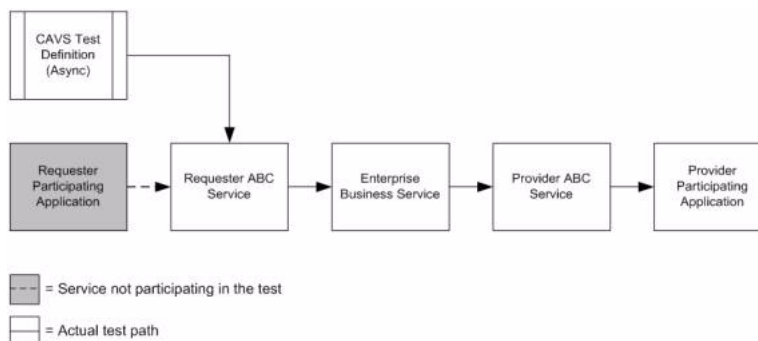 CAVS Test
Definition
(Async)
Requester
Participating
Application
Requester ABC
Service
Enterprise
Business Service
Provider ABC
Service
Provider
Participating
Application
= Service not participating in the test
= Actual test path